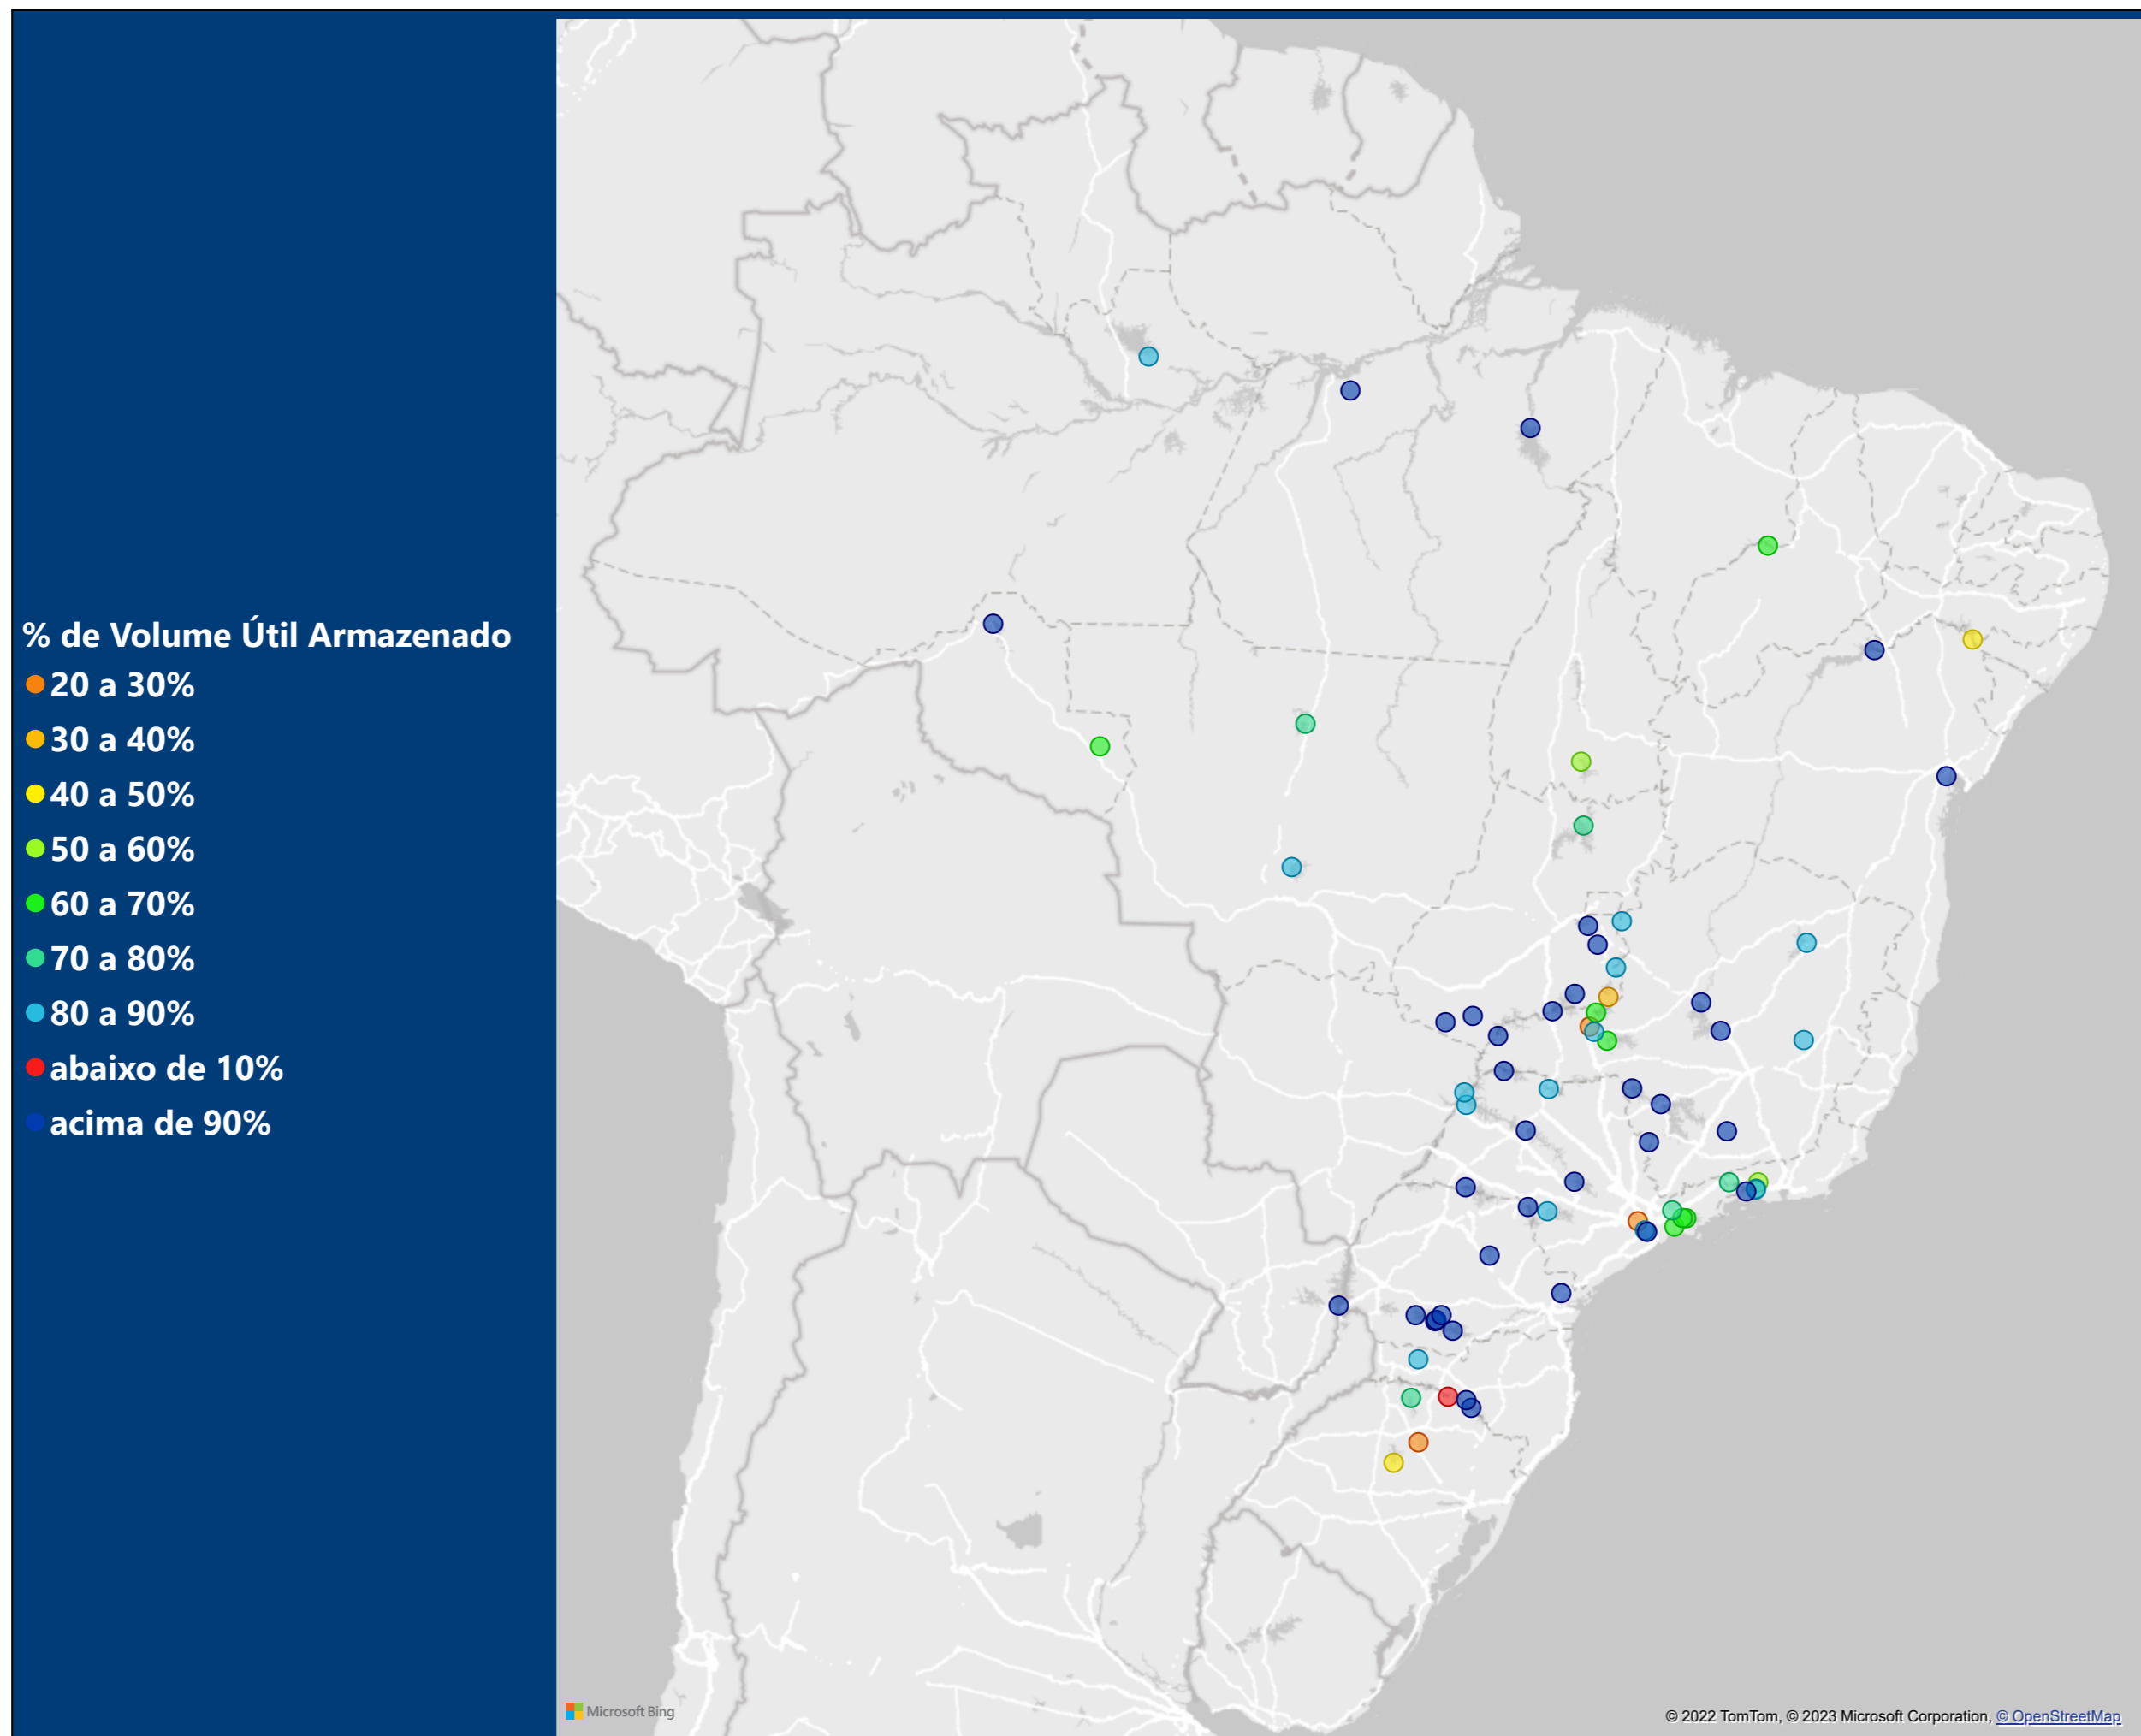 % de Volume Útil Armazenado
20 a 30%
30 a 40%
40 a 50%
50 a 60%
60 a 70%
70 a 80%
80 a 90%
abaixo de 10%
acima de 90%
Microsoft Bing
© 2022 TomTom, © 2023 Microsoft Corporation, © OpenStreetMap